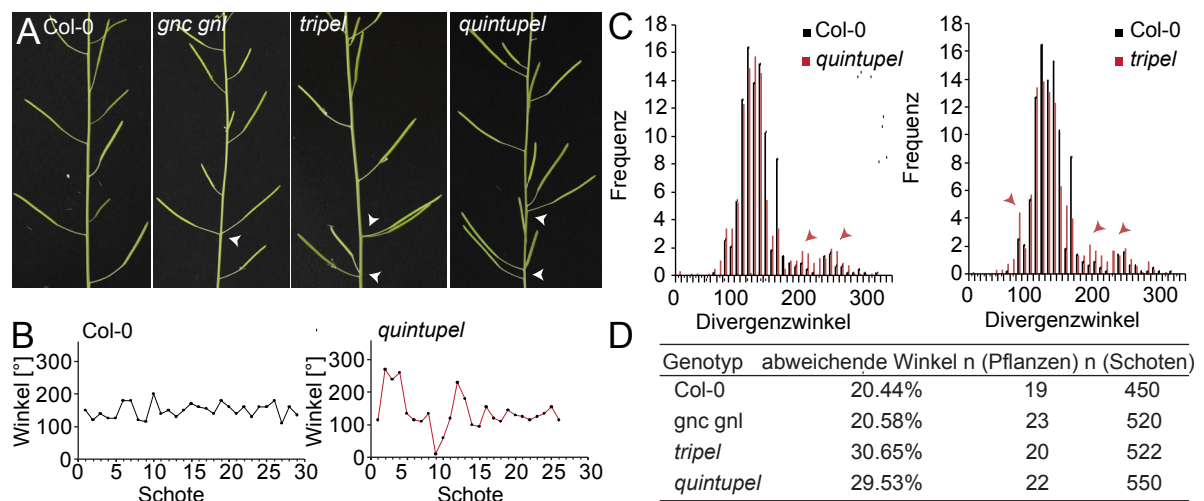 A
Col-0
gnc gnl
tripel
quintupel
B
Col-0
Winkel [°]
300
200
100
0
0 5 10 15 20 25 30
Schote
quintupel
Winkel [°]
300
200
100
0
0 5 10 15 20 25 30
Schote
C
Frequenz
18
16
14
12
10
8
6
4
2
0
0 100 200 300
Divergenzwinkel
Col-0
quintupel
Frequenz
18
16
14
12
10
8
6
4
2
0
0 100 200 300
Divergenzwinkel
Col-0
tripel
D
Genotyp abweichende Winkel n (Pflanzen) n (Schoten)
Col-0 20.44% 19 450
gnc gnl 20.58% 23 520
tripel 30.65% 20 522
quintupel 29.53% 22 550